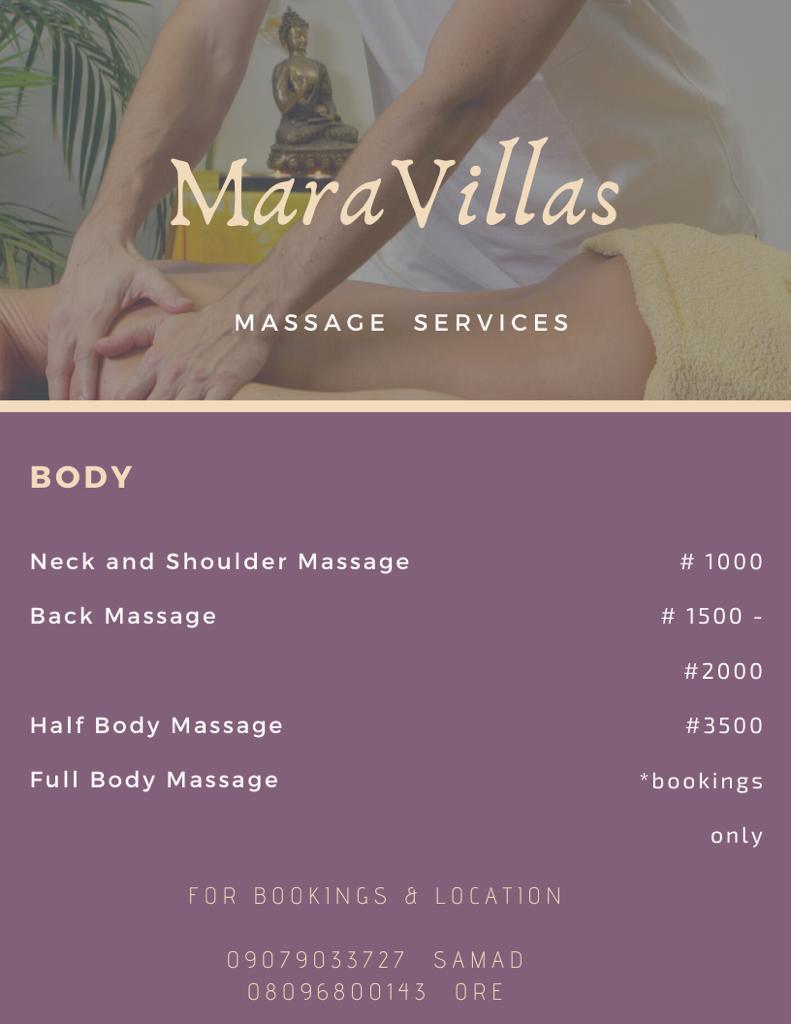 MaraVillas
MASSAGE SERVICES
BODY
Neck and Shoulder Massage # 1000
Back Massage # 1500 -
#2000
Half Body Massage #3500
Full Body Massage *bookings
only
FOR BOOKINGS & LOCATION
09079033727 SAMAD
08096800143 ORE